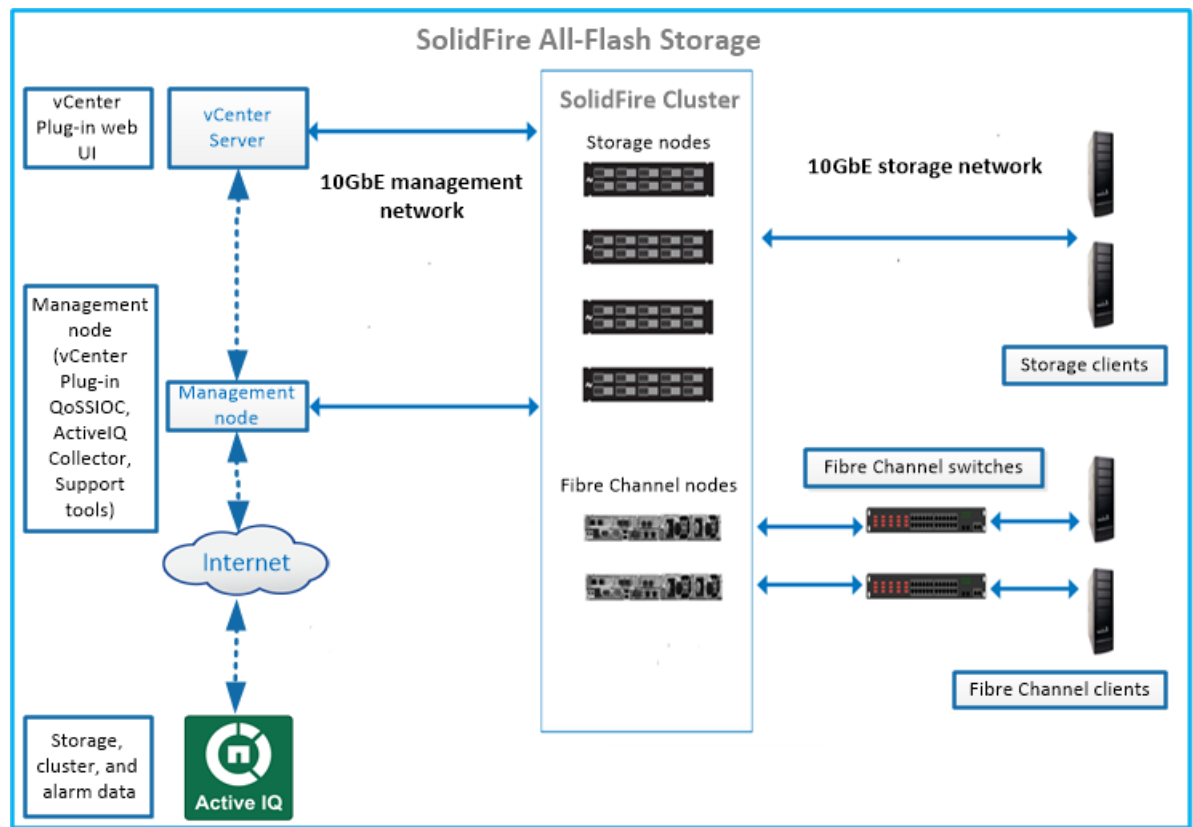 SolidFire All-Flash Storage
vCenter
Plug-in web
UI
vCenter
Server
10GbE management
network
SolidFire Cluster
Storage nodes
10GbE storage network
Storage clients
Management
node
(vCenter
Plug-in
QoSSIOC,
ActiveIQ
Collector,
Support
tools)
Management
node
Fibre Channel nodes
Fibre Channel switches
Fibre Channel clients
Internet
Storage,
cluster, and
alarm data
Active IQ